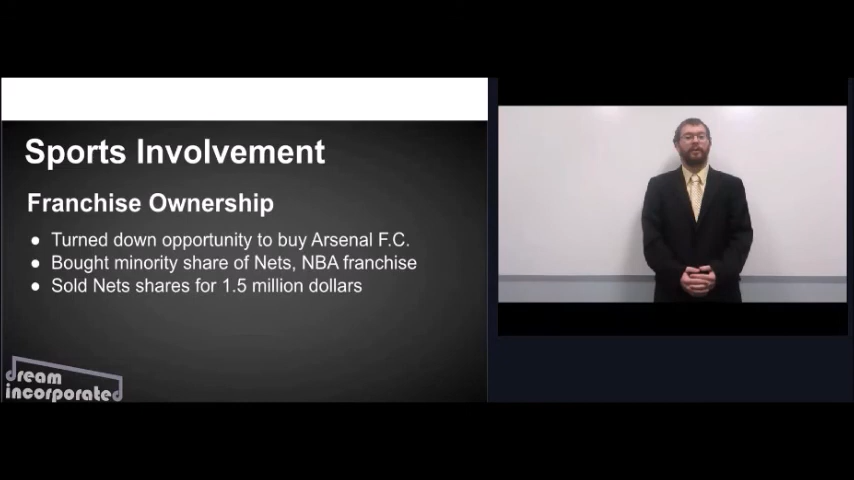 Sports Involvement
Franchise Ownership
● Turned down opportunity to buy Arsenal F.C.
● Bought minority share of Nets, NBA franchise
● Sold Nets shares for 1.5 million dollars
dream
incorporated